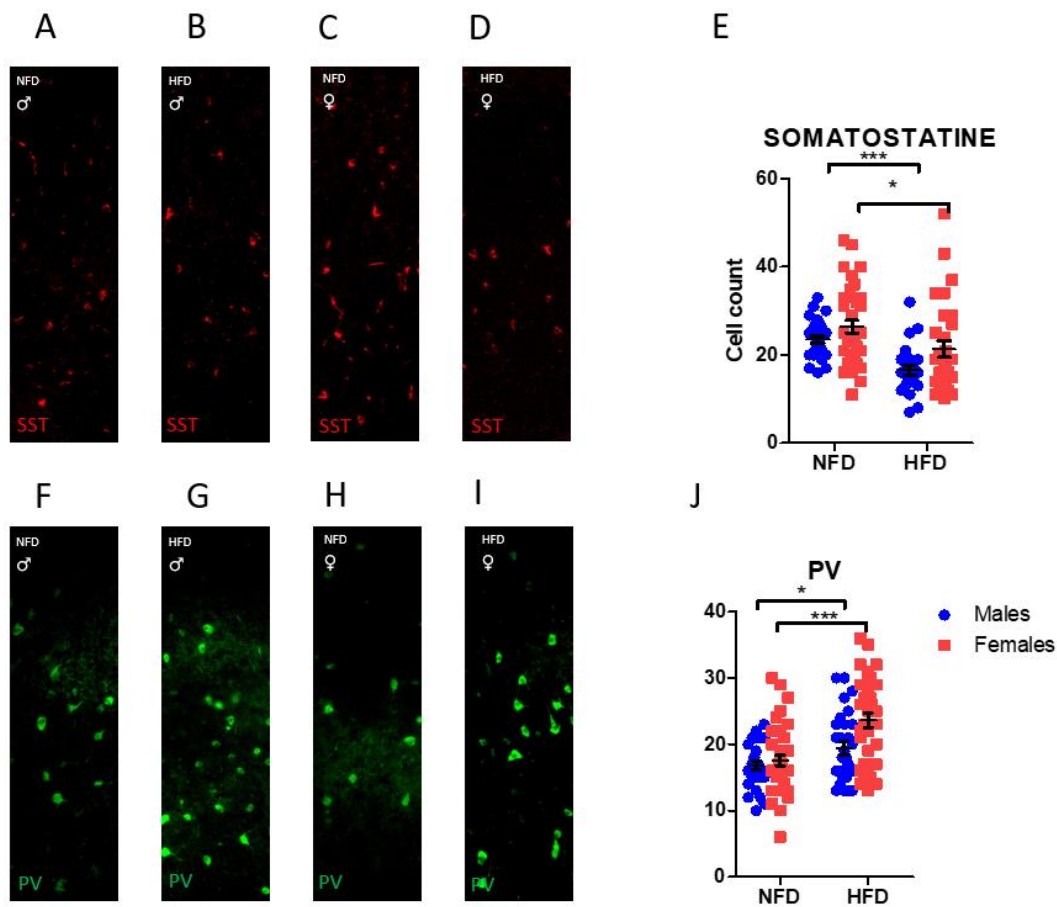 A B C D E
NFD HFD NFD HFD
♂ ♂ ♀ ♀
SST SST SST SST
SOMATOSTATINE
***
*
60
40
20
0
Cell count
NFD HFD
F G H I J
NFD HFD NFD HFD
♂ ♂ ♀ ♀
PV PV PV PV
PV
*
***
40
30
20
10
0
NFD HFD
Males
Females